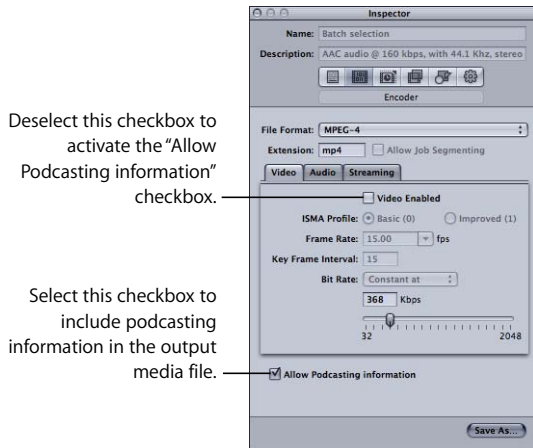 Inspector
Name: Batch selection
Description: AAC audio @ 160 kbps, with 44.1 Khz, stereo
Encoder
Deselect this checkbox to
activate the “Allow
Podcasting information”
checkbox.
File Format: MPEG-4
Extension: mp4 Allow Job Segmenting
Video Audio Streaming
Video Enabled
ISMA Profile: Basic (0) Improved (1)
Frame Rate: 15.00 fps
Key Frame Interval: 15
Bit Rate: Constant at
368 Kbps
32 2048
Select this checkbox to
include podcasting
information in the output
media file.
Allow Podcasting information
Save As...